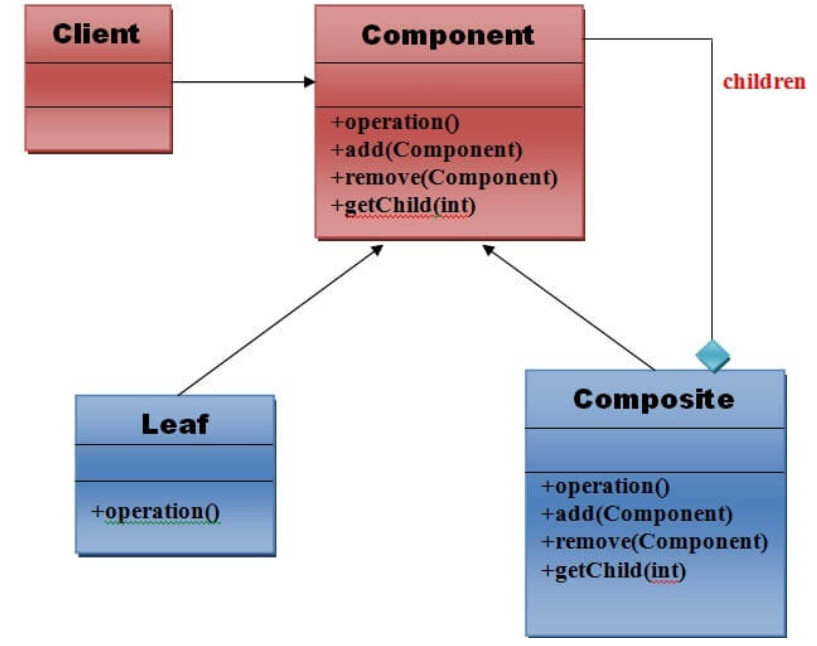 Client
Component
children
+operation()
+add(Component)
+remove(Component)
+getChild(int)
Leaf
+operation()
Composite
+operation()
+add(Component)
+remove(Component)
+getChild(int)